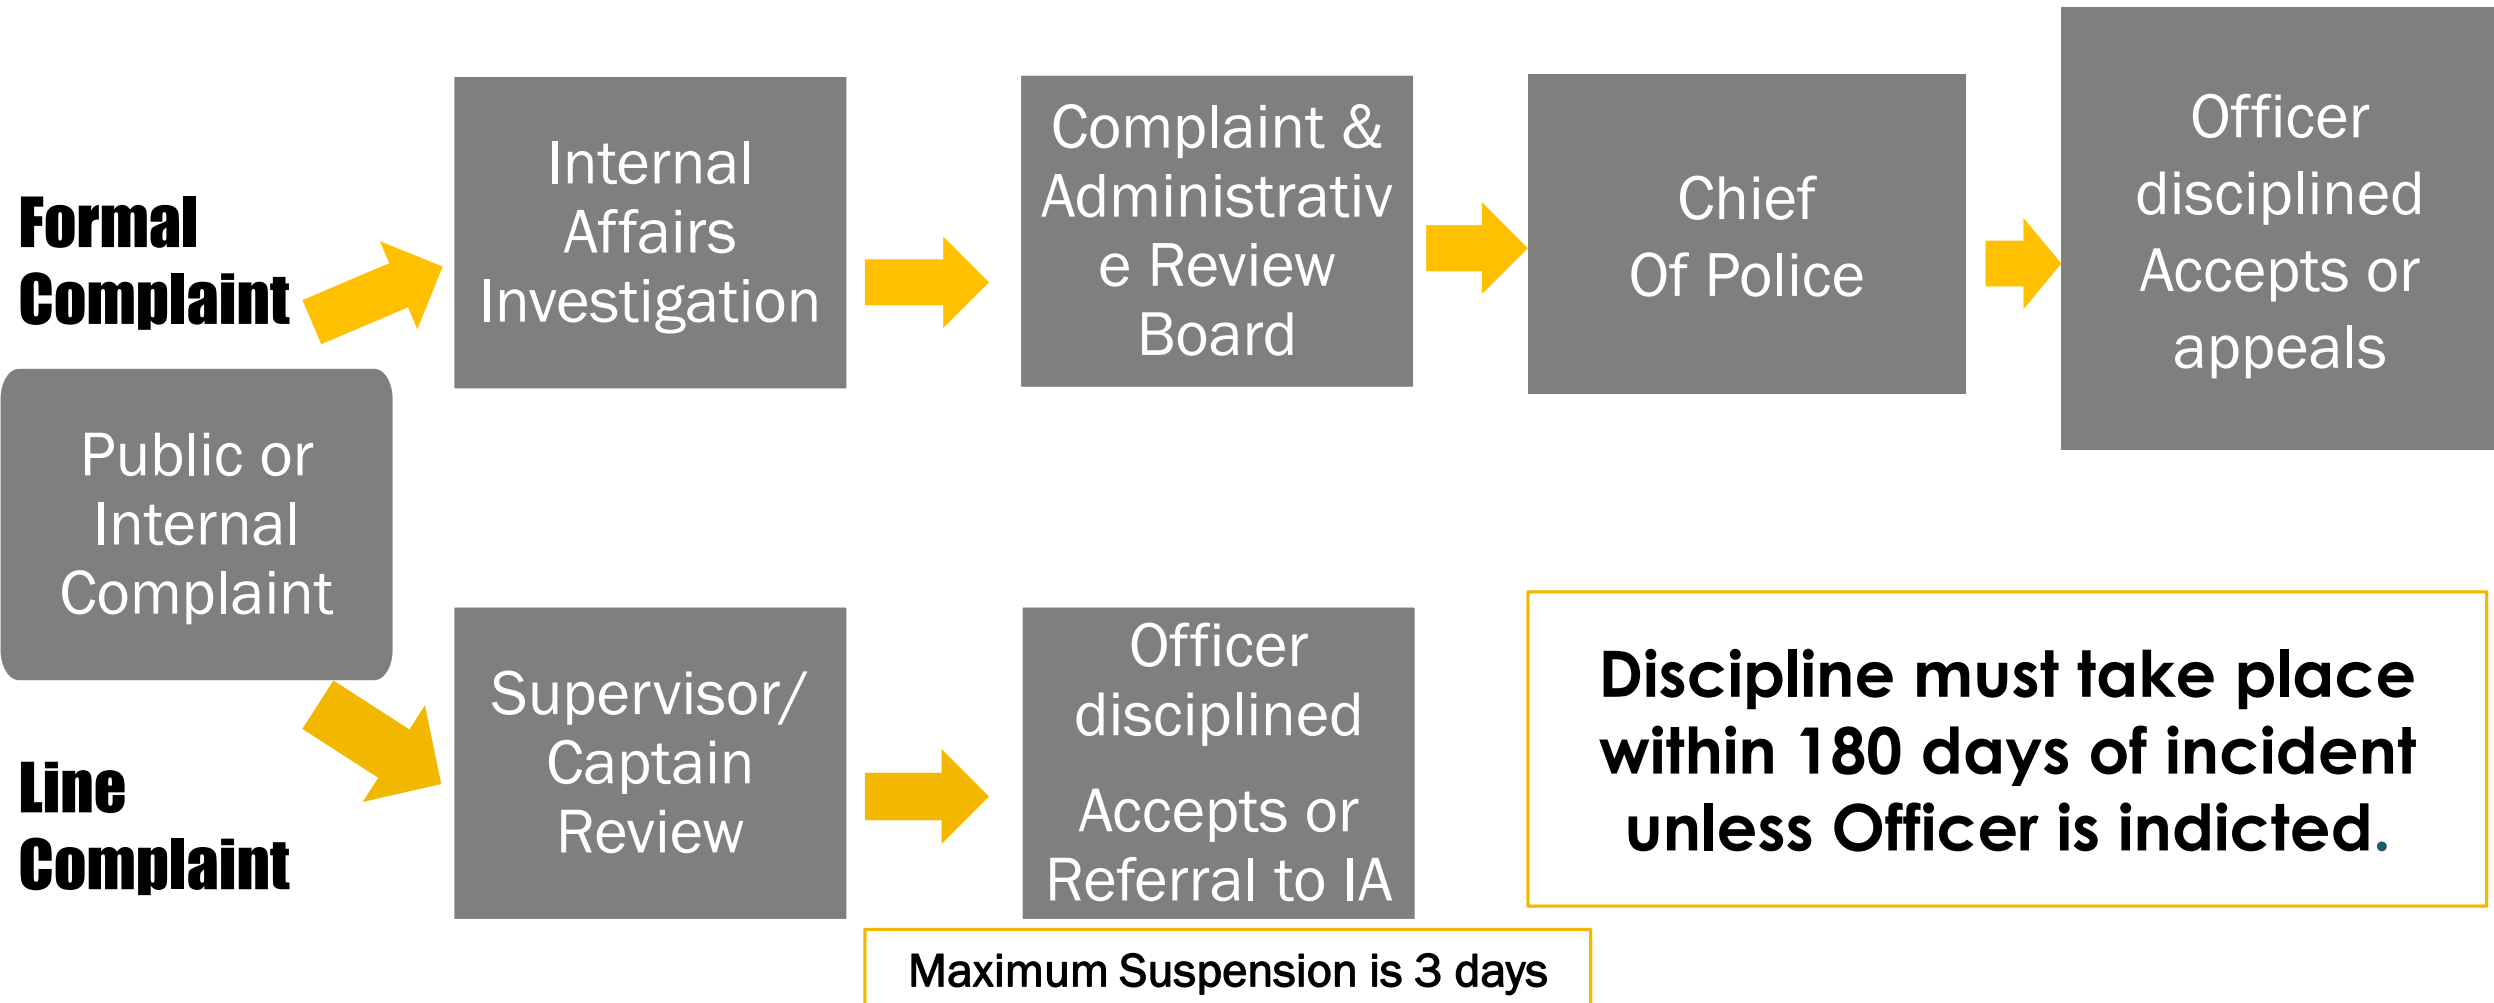 Formal
Complaint
Public or
Internal
Complaint
Line
Complaint
Internal
Affairs
Investigation
Complaint &
Administrativ
e Review
Board
Chief
Of Police
Officer
disciplined
Accepts or
appeals
Supervisor/
Captain
Review
Officer
disciplined
Accepts or
Referral to IA
Maximum Suspension is 3 days
Discipline must take place
within 180 days of incident
unless Officer is indicted.